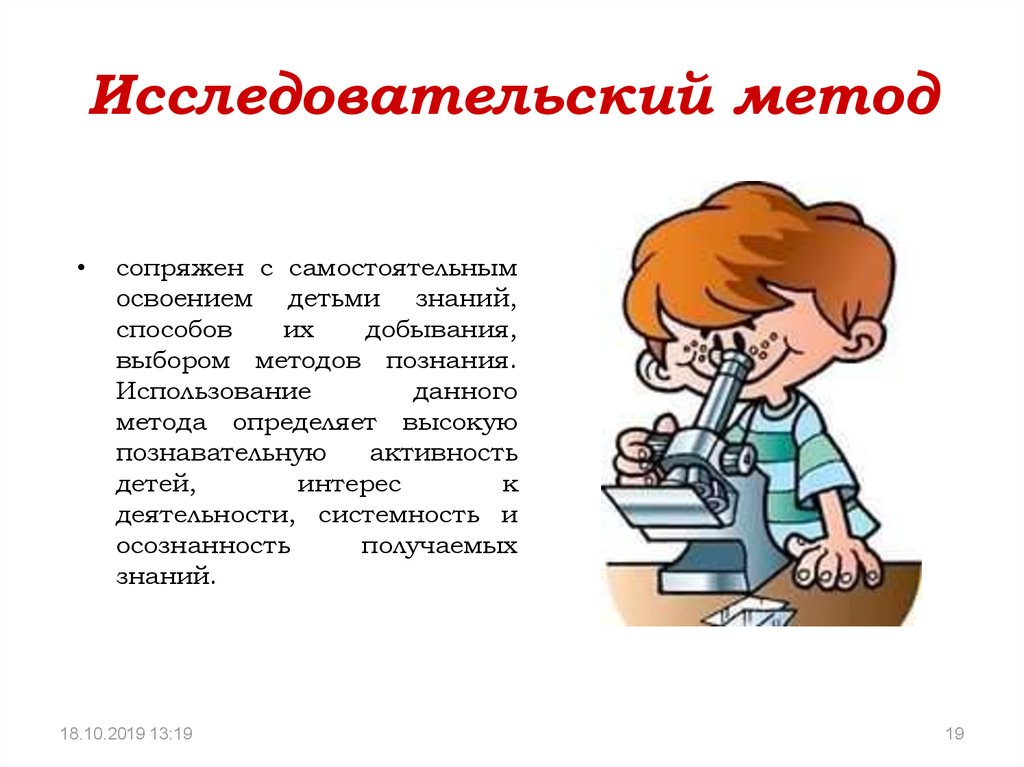 Исследовательский метод
• сопряжен с самостоятельным
освоением детьми знаний,
способов их добывания,
выбором методов познания.
Использование данного
метода определяет высокую
познавательную активность
детей, интерес к
деятельности, системность и
осознанность получаемых
знаний.
18.10.2019 13:19
19